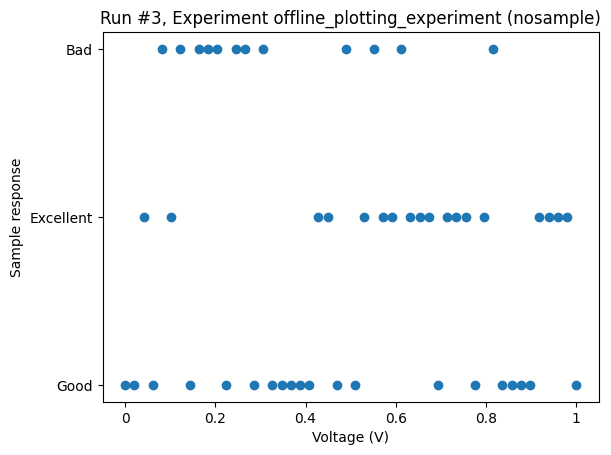 Run #3, Experiment offline_plotting_experiment (nosample)
Bad
Excellent
Good
Sample response
0
0.2
0.4
0.6
0.8
1
Voltage (V)